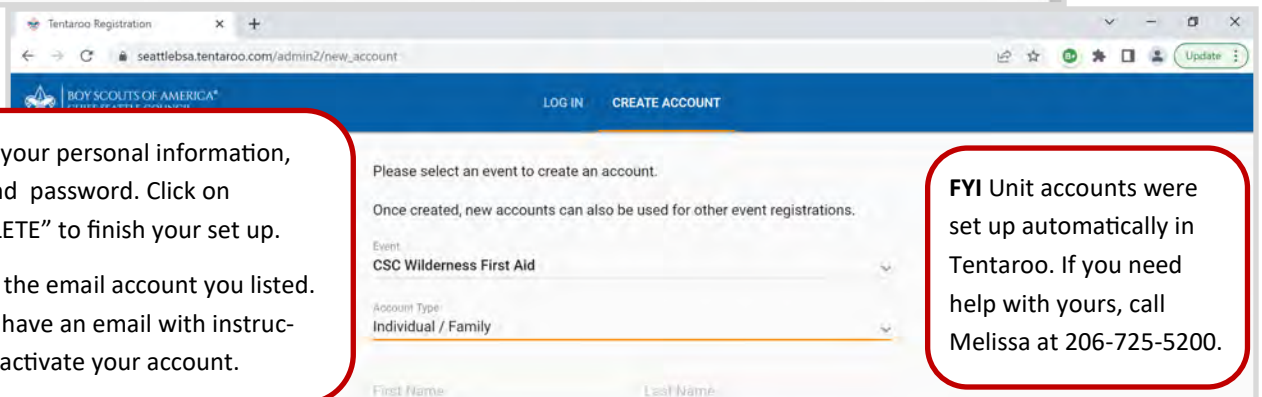 Tentaroo Registration
seattlebsa.tentaroo.com/admin2/new_account
Update
BOY SCOUTS OF AMERICA®
LOG IN CREATE ACCOUNT
your personal information,
password. Click on
to finish your set up.
the email account you listed.
have an email with instruc-
activate your account.
Please select an event to create an account.
Once created, new accounts can also be used for other event registrations.
Event
CSC Wilderness First Aid
Account Type
Individual / Family
First Name Last Name
FYI Unit accounts were
set up automatically in
Tentaroo. If you need
help with yours, call
Melissa at 206-725-5200.